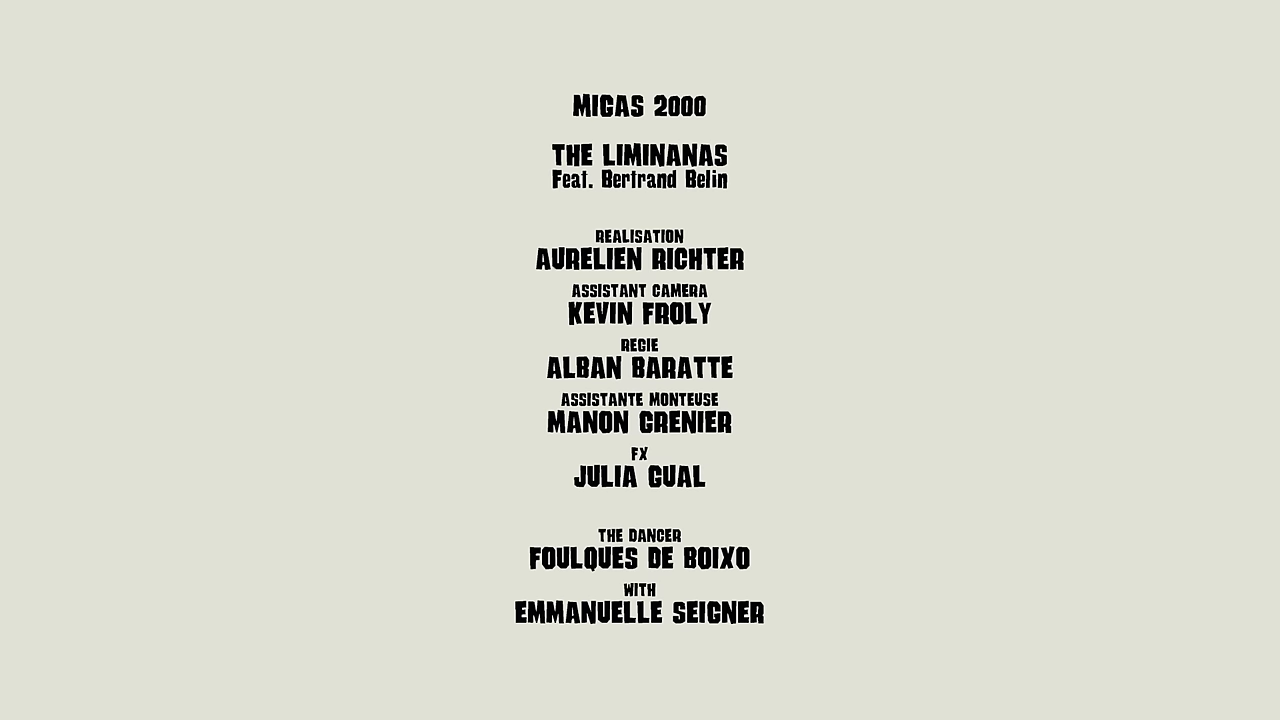 MIGAS 2000
THE LIMINANAS
Feat. Bertrand Belin
REALISATION
AURELIEN RICHTER
ASSISTANT CAMERA
KEVIN FROLY
REGIE
ALBAN BARATTE
ASSISTANTE MONTEUSE
MANON GRENIER
FX
JULIA GUAL
THE DANCER
FOULQUES DE BOIXO
WITH
EMMANUELLE SEIGNER